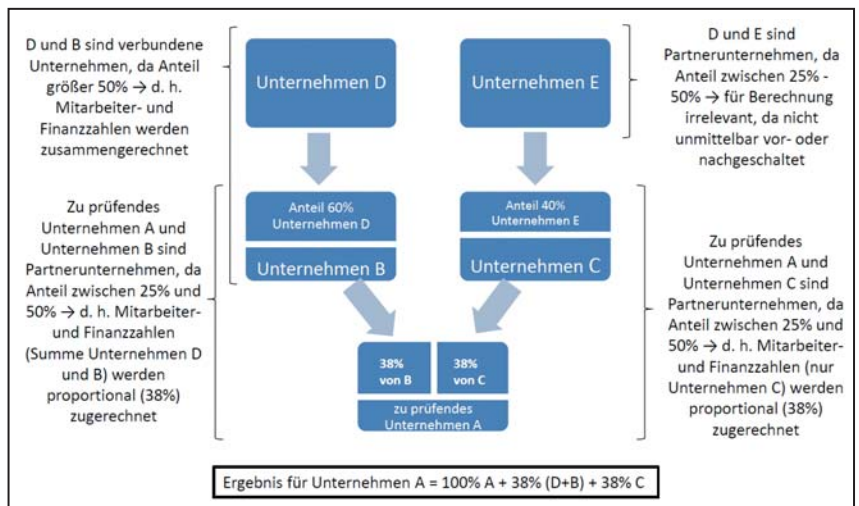 D und B sind verbundene
Unternehmen, da Anteil
größer 50% → d. h.
Mitarbeiter- und
Finanzzahlen werden
zusammengerechnet
Unternehmen D
Unternehmen E
D und E sind
Partnerunternehmen, da
Anteil zwischen 25% -
50% → für Berechnung
irrelevant, da nicht
unmittelbar vor- oder
nachgeschaltet
Zu prüfendes
Unternehmen A und
Unternehmen B sind
Partnerunternehmen, da
Anteil zwischen 25% und
50% → d. h. Mitarbeiter-
und Finanzzahlen
(Summe Unternehmen D
und B) werden
proportional (38%)
zugerechnet
Anteil 60%
Unternehmen D
Unternehmen B
Anteil 40%
Unternehmen E
Unternehmen C
Zu prüfendes
Unternehmen A und
Unternehmen C sind
Partnerunternehmen, da
Anteil zwischen 25% und
50% → d. h. Mitarbeiter-
und Finanzzahlen (nur
Unternehmen C) werden
proportional (38%)
zugerechnet
38%
von B
38%
von C
zu prüfendes
Unternehmen A
Ergebnis für Unternehmen A = 100% A + 38% (D+B) + 38% C